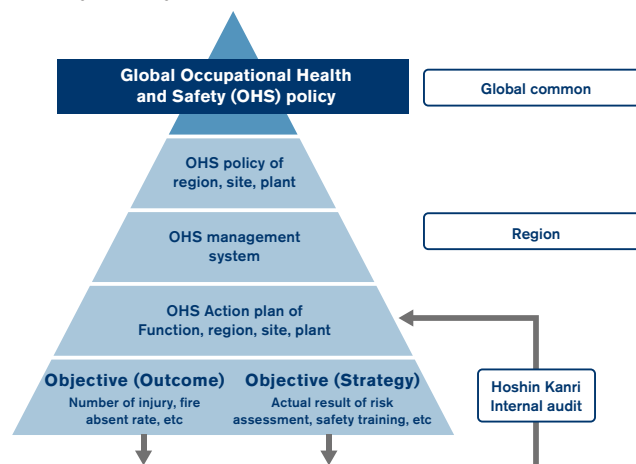 Global Occupational Health
and Safety (OHS) policy
Global common
OHS policy of
region, site, plant
OHS management
system
Region
OHS Action plan of
Function, region, site, plant
Objective (Outcome)
Number of injury, fire
absent rate, etc
Objective (Strategy)
Actual result of risk
assessment, safety training, etc
Hoshin Kanri
Internal audit